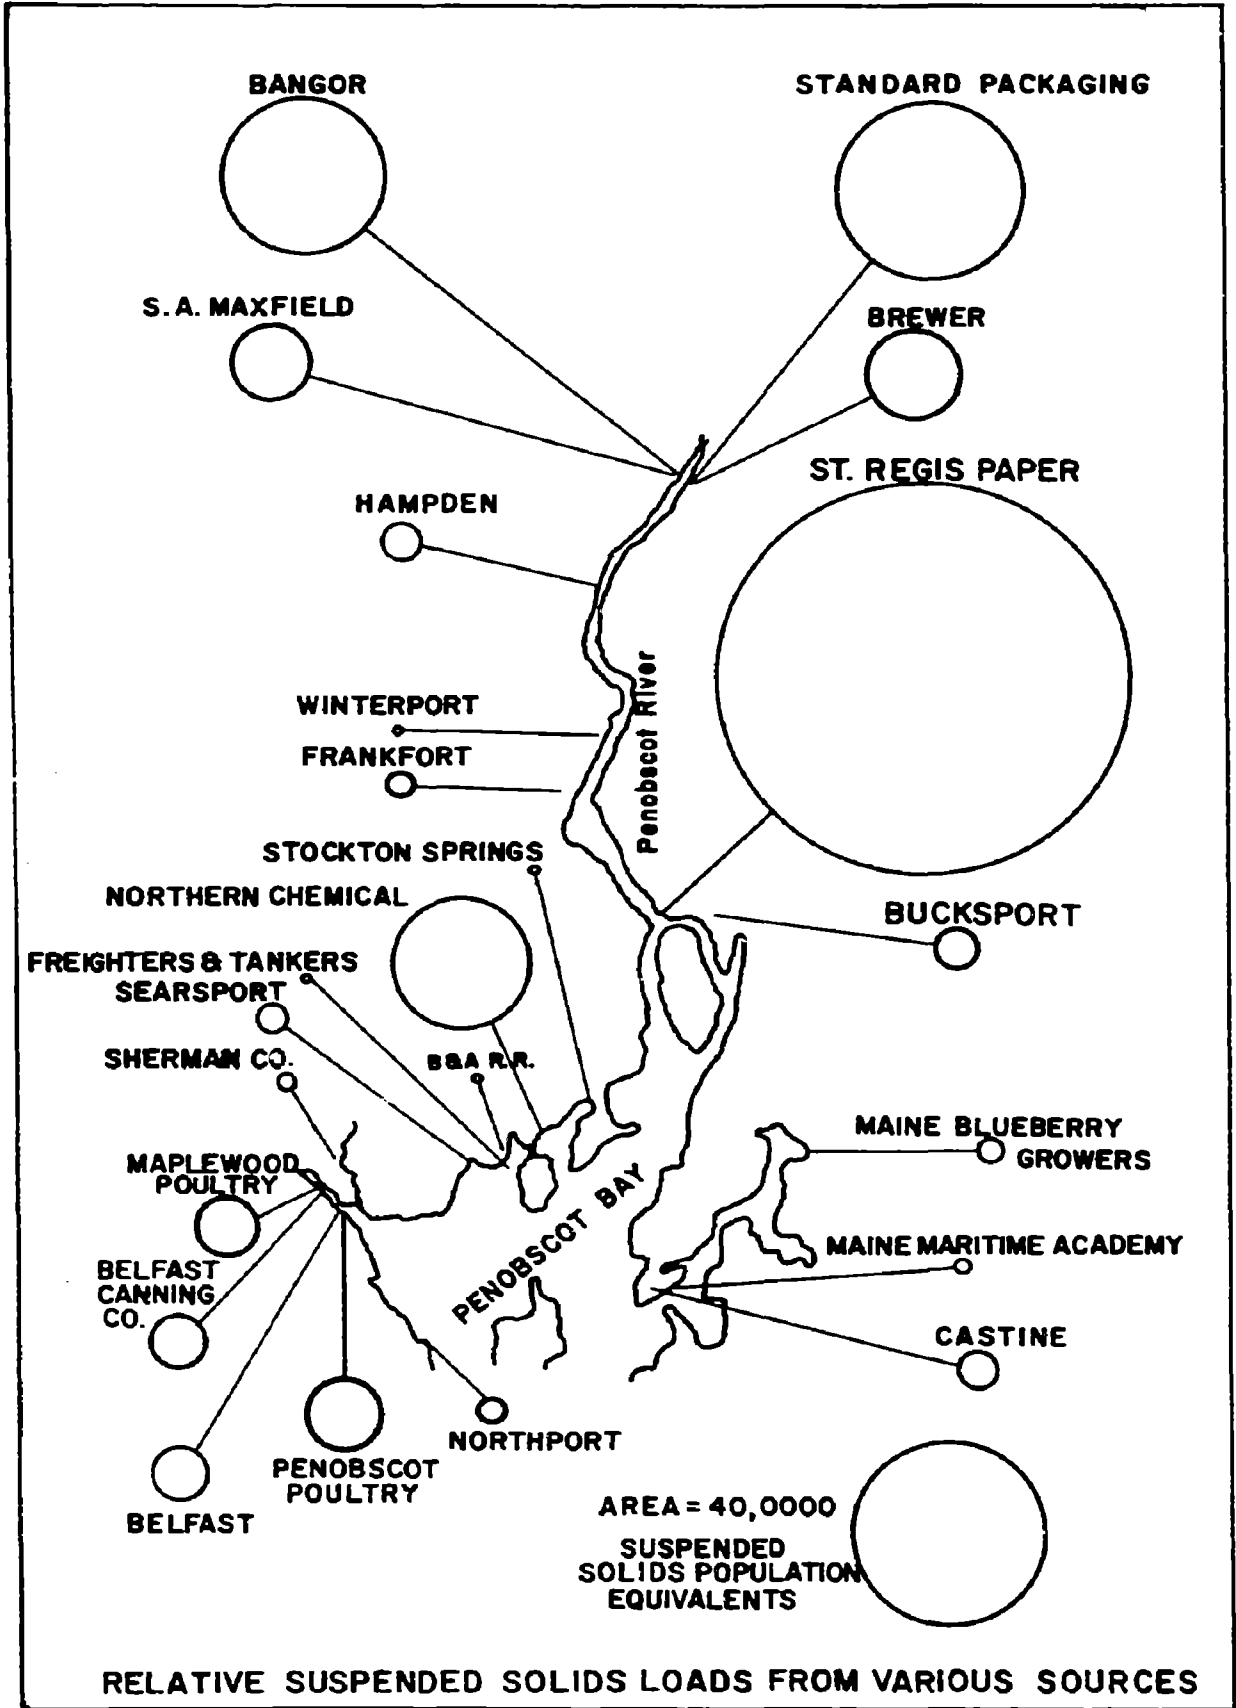 BANGOR
STANDARD PACKAGING
S. A. MAXFIELD
BREWER
ST. REGIS PAPER
HAMPDEN
Penobscot River
WINTERPORT
FRANKFORT
STOCKTON SPRINGS
NORTHERN CHEMICAL
BUCKSPORT
FREIGHTERS & TANKERS
SEARSPORT
SHERMAN CO.
B&A R.R.
MAINE BLUEBERRY
GROWERS
MAPLEWOOD
POULTRY
PENOBSCOT BAY
MAINE MARITIME ACADEMY
BELFAST
CANNING
CO.
CASTINE
NORTHPORT
PENOBSCOT
POULTRY
BELFAST
AREA = 40,0000
SUSPENDED
SOLIDS POPULATION
EQUIVALENTS
RELATIVE SUSPENDED SOLIDS LOADS FROM VARIOUS SOURCES